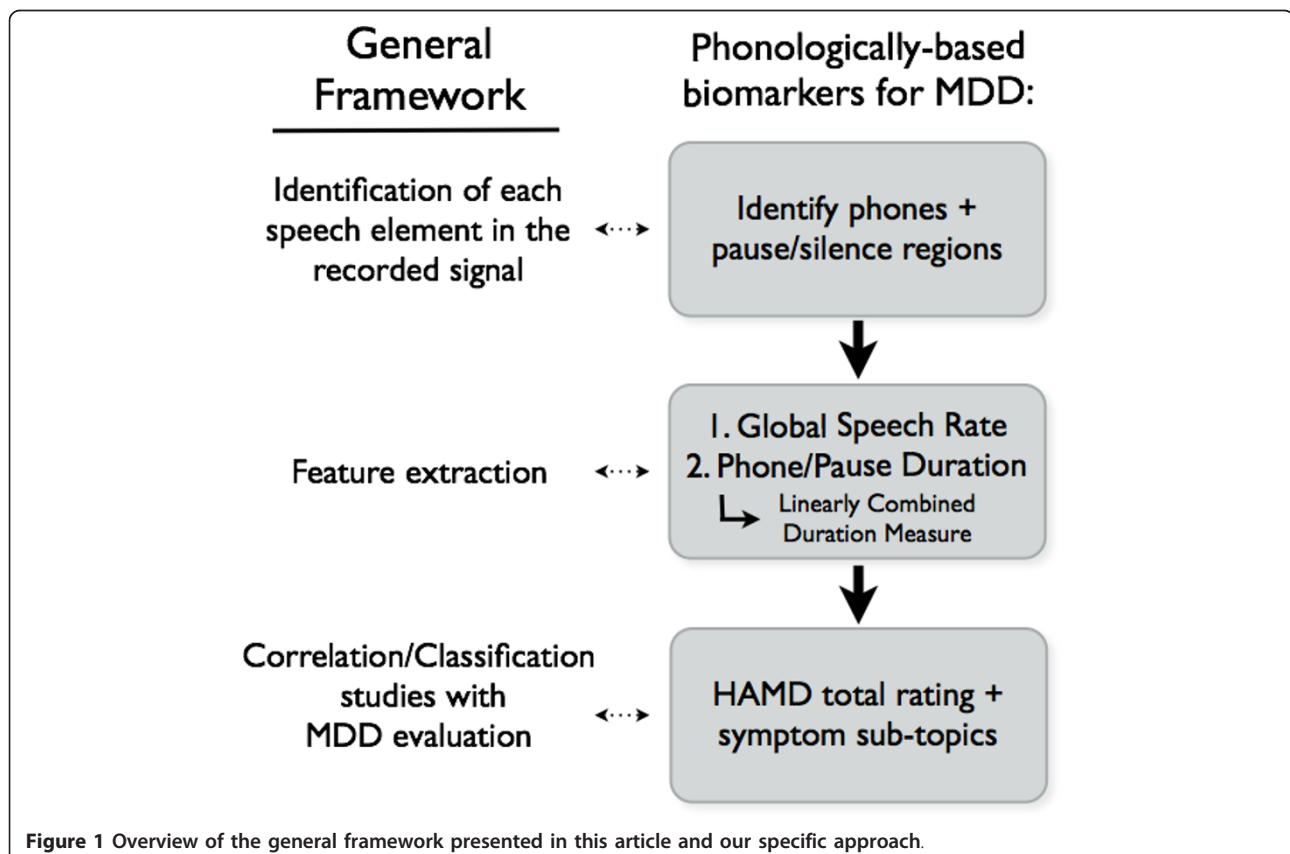 General
Framework
Phonologically-based
biomarkers for MDD:
Identification of each
speech element in the
recorded signal
Identify phones +
pause/silence regions
Feature extraction
1. Global Speech Rate
2. Phone/Pause Duration
Linearly Combined
Duration Measure
Correlation/Classification
studies with
MDD evaluation
HAMD total rating +
symptom sub-topics
Figure 1 Overview of the general framework presented in this article and our specific approach.